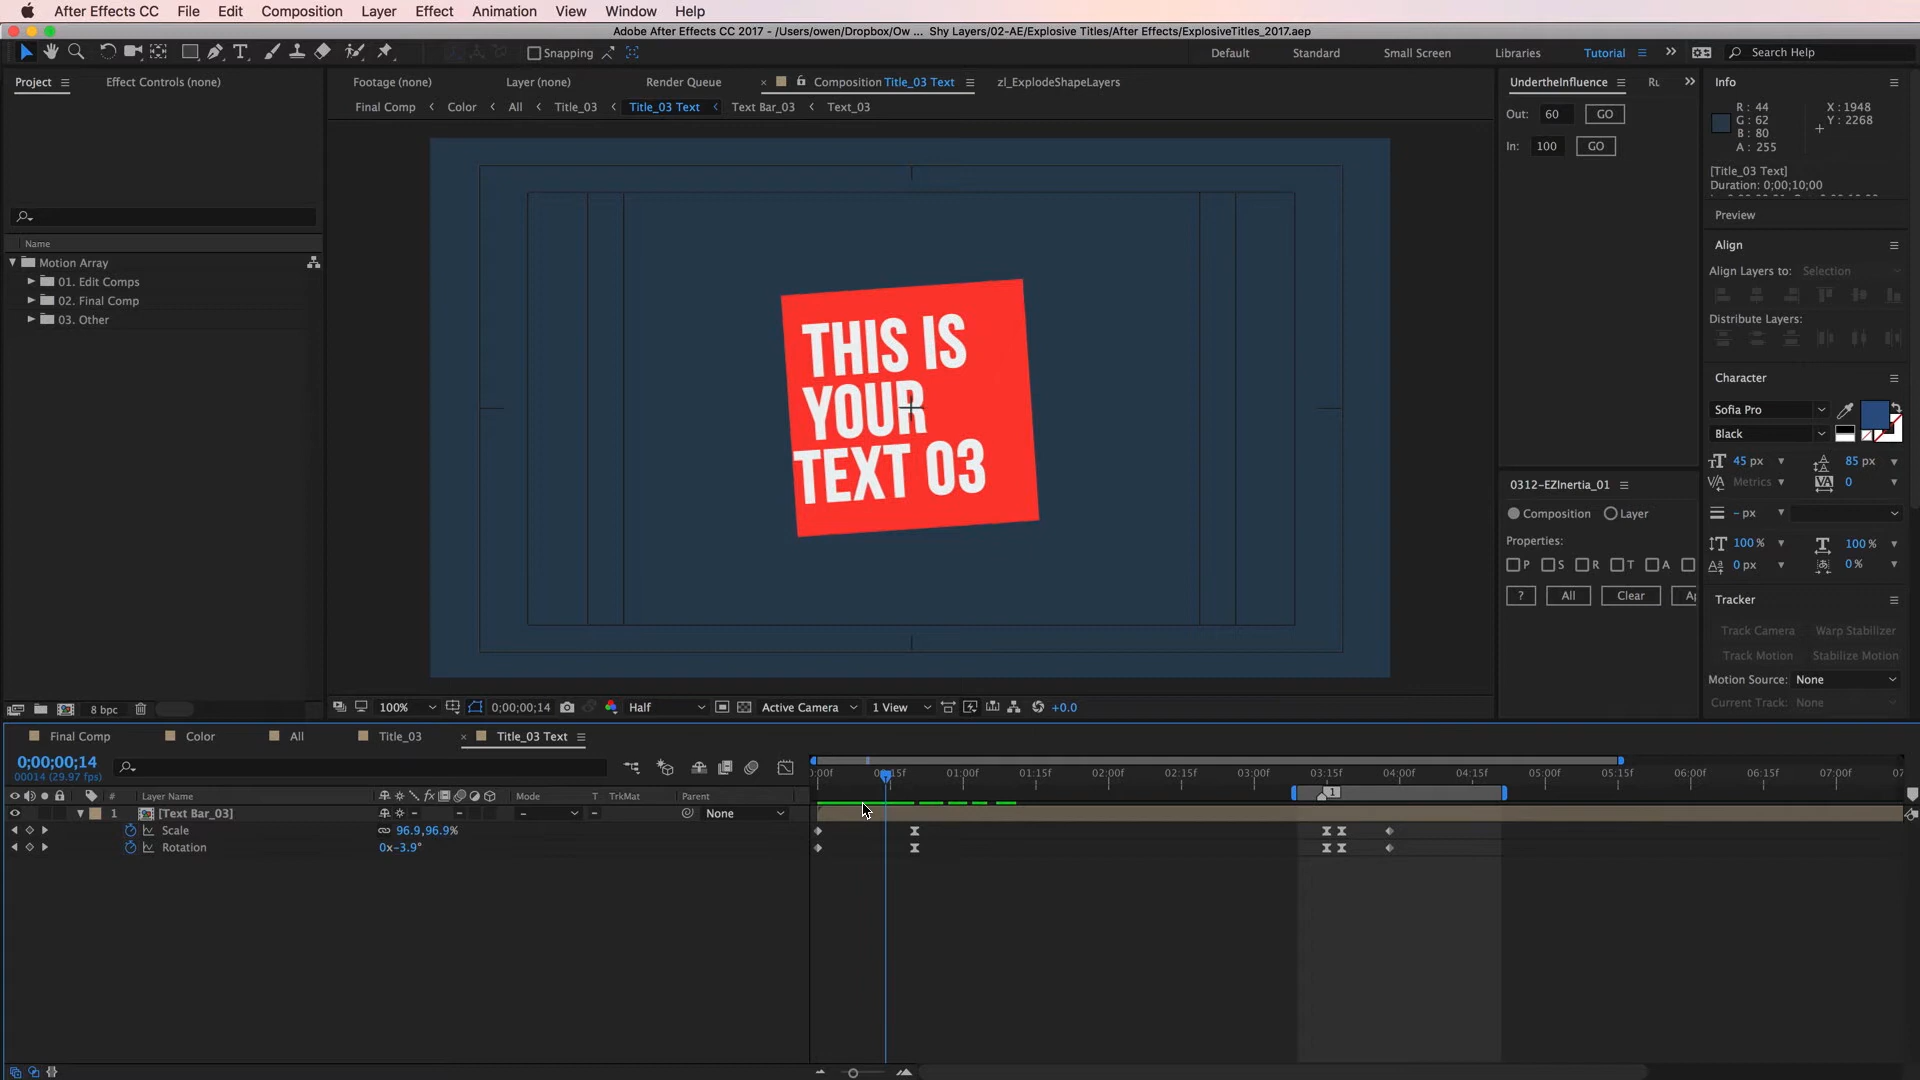 After Effects CC File Edit Composition Layer Effect Animation View Window Help
Adobe After Effects CC 2017 - /Users/owen/Dropbox/Ow ... Shy Layers/02-AE/Explosive Titles/After Effects/ExplosiveTitles_2017.aep
Snapping Default Standard Small Screen Libraries Tutorial Search Help
Project Effect Controls (none)
Footage (none) Layer (none) Render Queue Composition Title_03 Text zl_ExplodeShapeLayers
Final Comp Color All Title_03 Title_03 Text Text Bar_03 Text_03
Name
Motion Array
01. Edit Comps
02. Final Comp
03. Other
8 bpc
THIS IS
YOUR
TEXT 03
100% 0;00;00;14 Half Active Camera 1 View +0.0
UndertheInfluence
Out: 60 GO
In: 100 GO
0312-EZInertia_01
Composition Layer
Properties:
P S R T A
? All Clear Ap
Info
R : 44
G : 62
B : 80
A : 255
X : 1948
Y : 2268
[Title_03 Text]
Duration: 0;00;10;00
Preview
Align
Align Layers to: Selection
Distribute Layers:
Character
Sofia Pro
Black
45 px 85 px
Metrics 0
- px
100 % 100 %
0 px 0 %
Tracker
Track Camera Warp Stabilizer
Track Motion Stabilize Motion
Motion Source: None
Current Track: None
Final Comp Color All Title_03 Title_03 Text
0;00;00;14
00014 (29.97 fps)
# Layer Name Mode T TrkMat Parent
1 [Text Bar_03] - None
Scale 96.9,96.9%
Rotation 0x-3.9°
0:00f 00:15f 01:00f 01:15f 02:00f 02:15f 03:00f 03:15f 04:00f 04:15f 05:00f 05:15f 06:00f 06:15f 07:00f 07
1